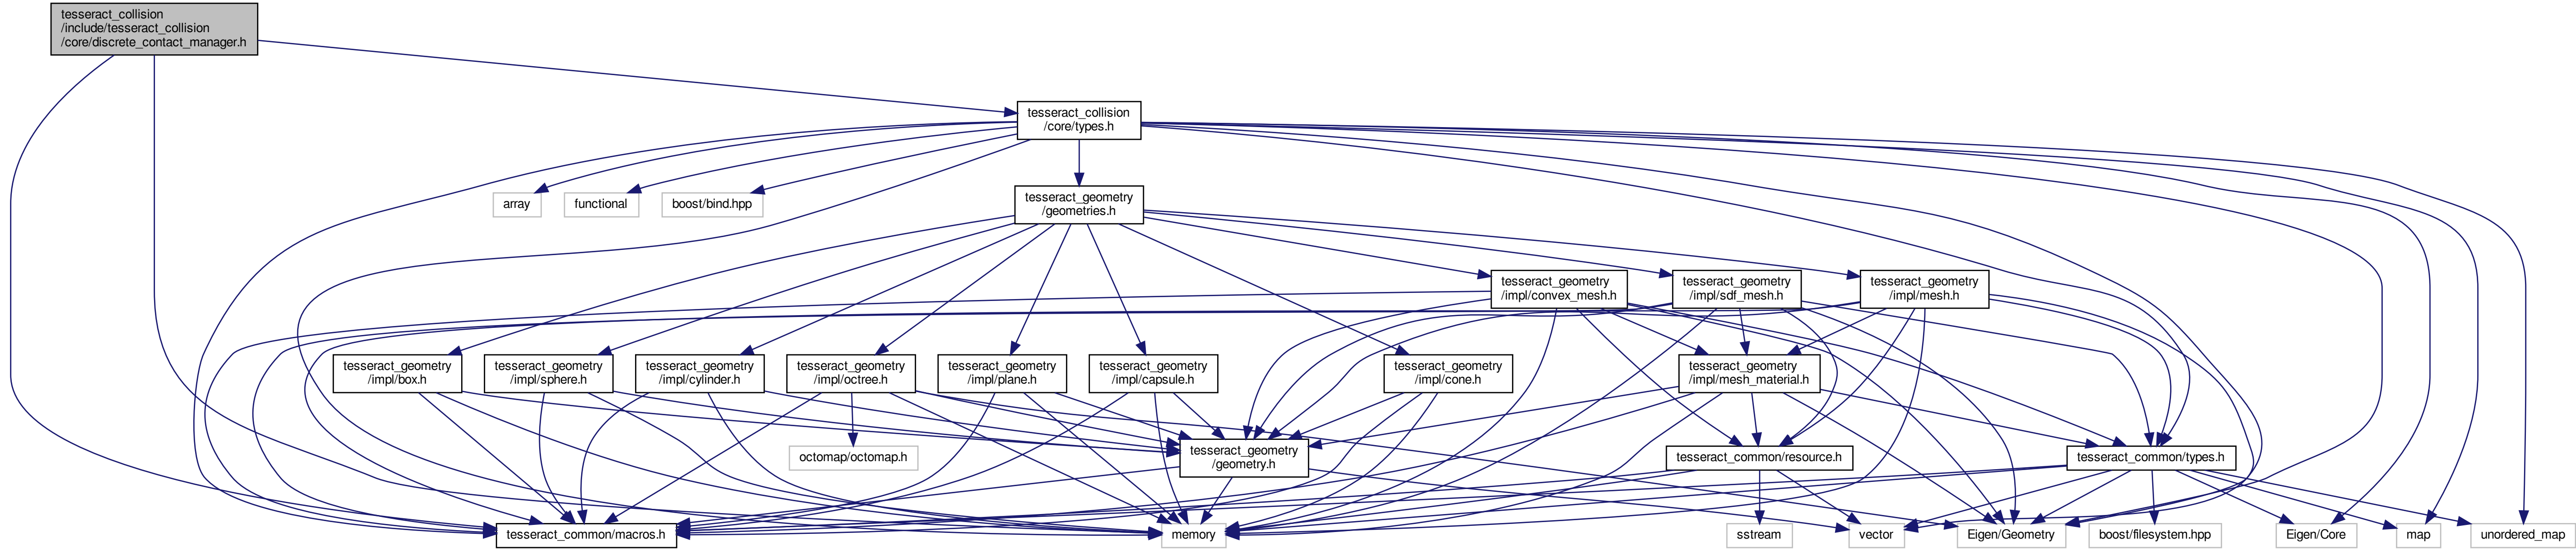 tesseract_collision
/include/tesseract_collision
/core/discrete_contact_manager.h
tesseract_collision
/core/types.h
array
functional
boost/bind.hpp
tesseract_geometry
/geometries.h
tesseract_geometry
/impl/convex_mesh.h
tesseract_geometry
/impl/sdf_mesh.h
tesseract_geometry
/impl/mesh.h
tesseract_geometry
/impl/box.h
tesseract_geometry
/impl/sphere.h
tesseract_geometry
/impl/cylinder.h
tesseract_geometry
/impl/octree.h
tesseract_geometry
/impl/plane.h
tesseract_geometry
/impl/capsule.h
tesseract_geometry
/impl/cone.h
tesseract_geometry
/impl/mesh_material.h
octomap/octomap.h
tesseract_geometry
/geometry.h
tesseract_common/resource.h
tesseract_common/types.h
tesseract_common/macros.h
memory
sstream
vector
Eigen/Geometry
boost/filesystem.hpp
Eigen/Core
map
unordered_map